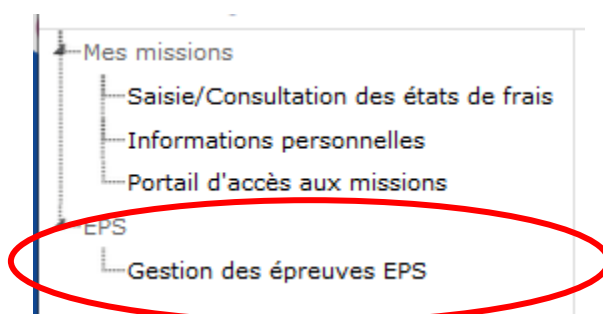 Mes missions
Saisie/Consultation des états de frais
Informations personnelles
Portail d'accès aux missions
EPS
Gestion des épreuves EPS